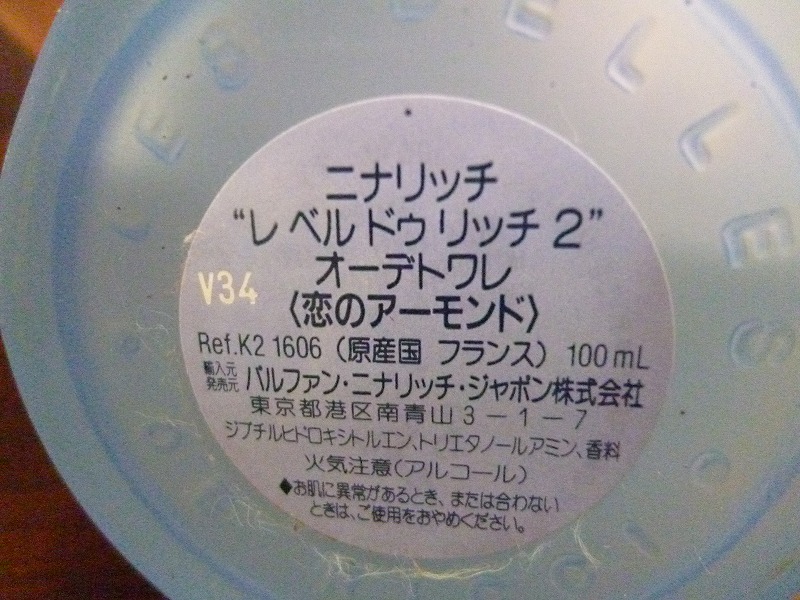 ニナリッチ
“レ ベル ドゥ リッチ 2”
オーデトワレ
〈恋のアーモンド〉
V34
Ref.K2 1606 (原産国 フランス) 100mL
輸入元
発売元 パルファン・ニナリッチ・ジャポン株式会社
東京都港区南青山3-1-7
ジブチルヒドロキシトルエン、トリエタノールアミン、香料
火気注意(アルコール)
◆お肌に異常があるとき、または合わない
ときは、ご使用をおやめください。
LES BELLES